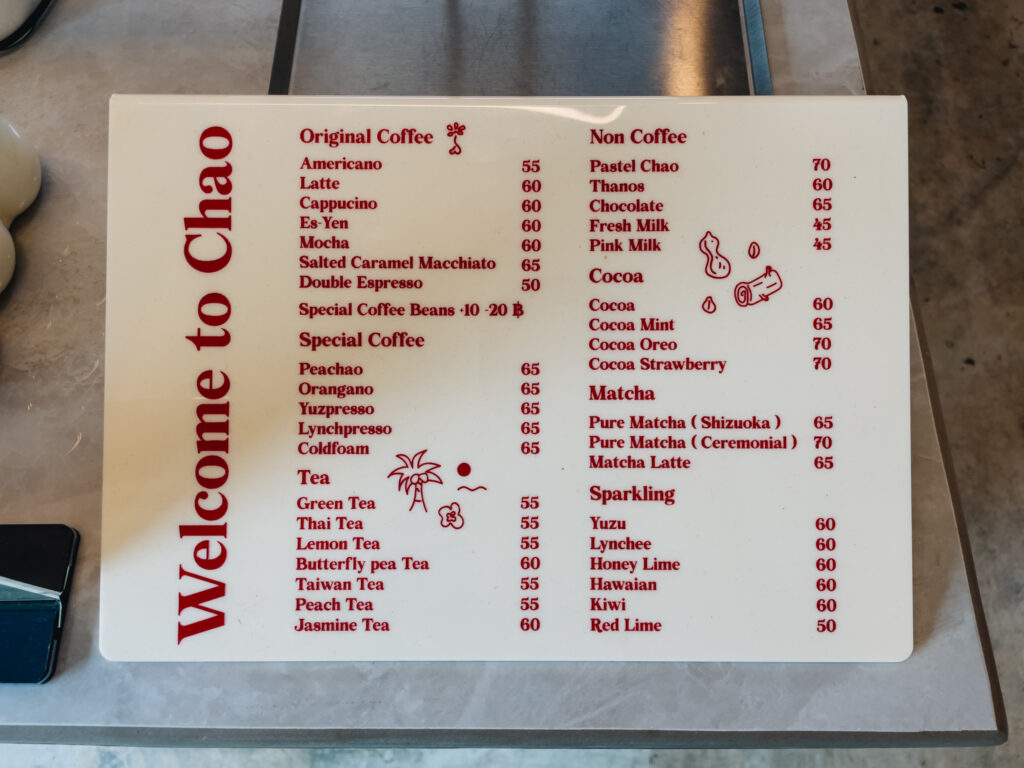 Welcome to Chao
Original Coffee
Americano 55
Latte 60
Cappucino 60
Es-Yen 60
Mocha 60
Salted Caramel Macchiato 65
Double Espresso 50
Special Coffee Beans +10 -20 ฿
Special Coffee
Peachao 65
Orangano 65
Yuzpresso 65
Lynchpresso 65
Coldfoam 65
Tea
Green Tea 55
Thai Tea 55
Lemon Tea 55
Butterfly pea Tea 60
Taiwan Tea 55
Peach Tea 55
Jasmine Tea 60
Non Coffee
Pastel Chao 70
Thanos 60
Chocolate 65
Fresh Milk 45
Pink Milk 45
Cocoa
Cocoa 60
Cocoa Mint 65
Cocoa Oreo 70
Cocoa Strawberry 70
Matcha
Pure Matcha ( Shizuoka ) 65
Pure Matcha ( Ceremonial ) 70
Matcha Latte 65
Sparkling
Yuzu 60
Lynchee 60
Honey Lime 60
Hawaian 60
Kiwi 60
Red Lime 50